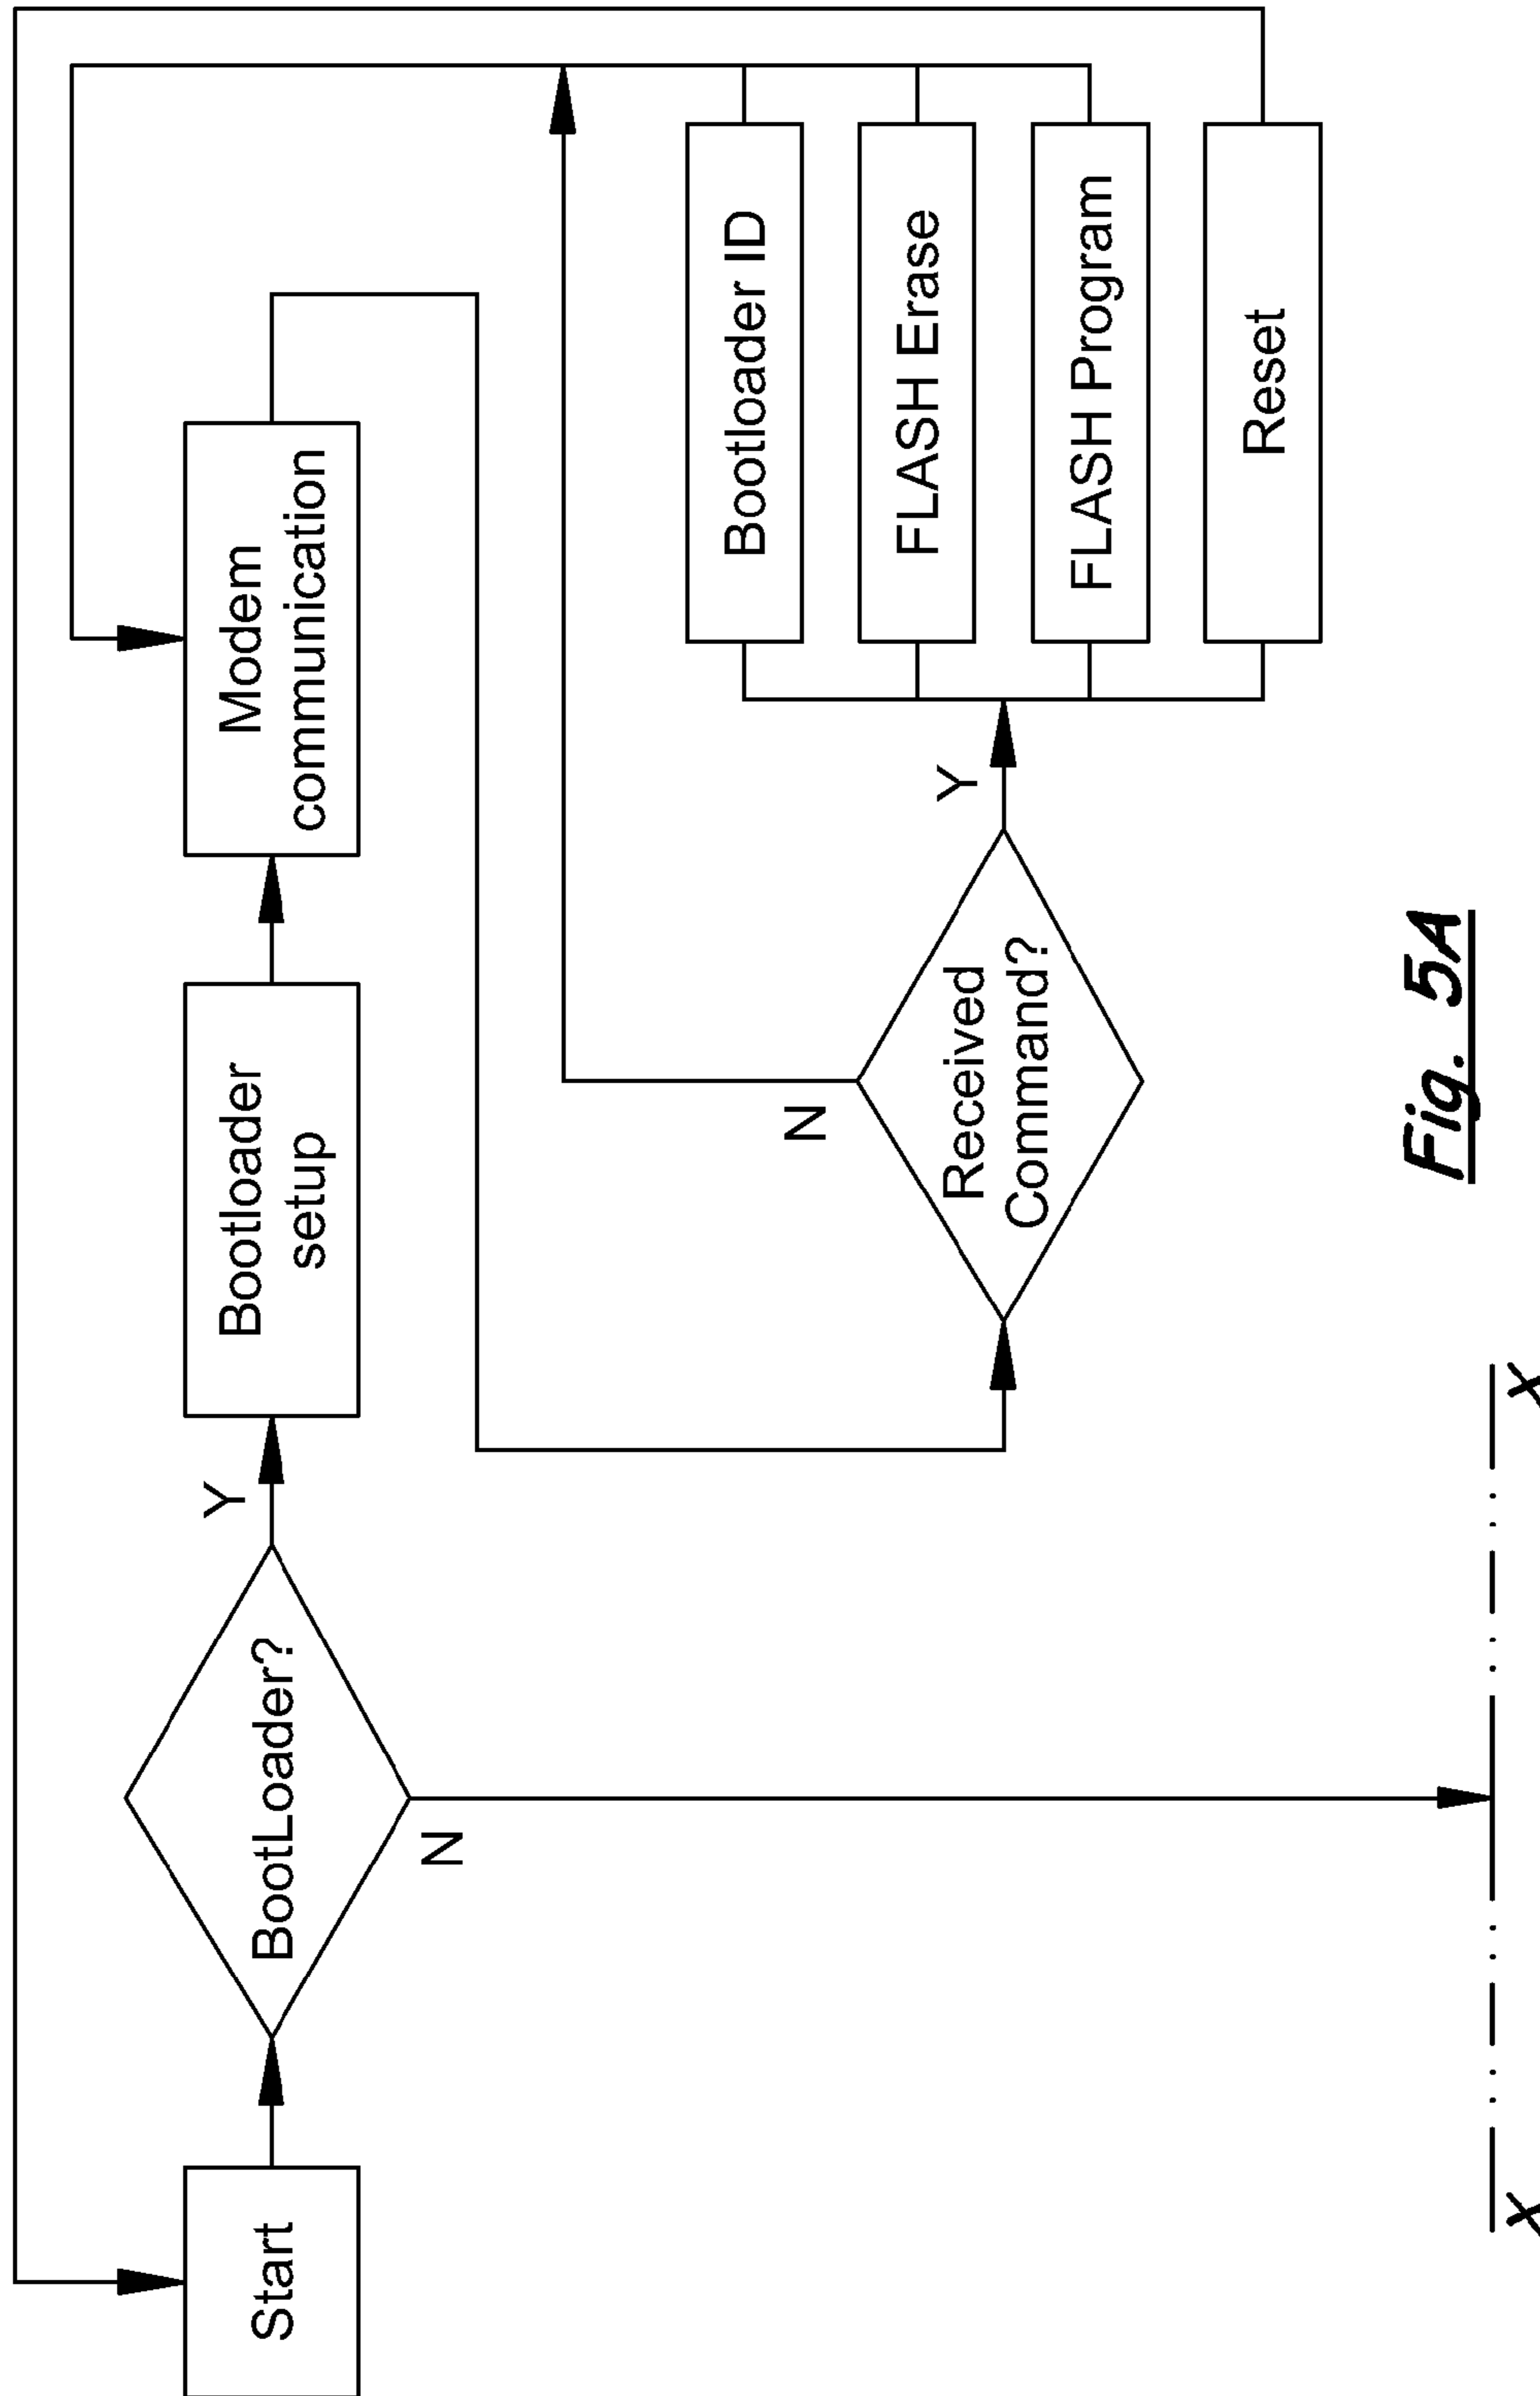 Start
BootLoader?
Y
N
Bootloader
setup
Modem
communication
Received
Command?
N
Y
Bootloader ID
FLASH Erase
FLASH Program
Reset
X
X
Fig. 5A